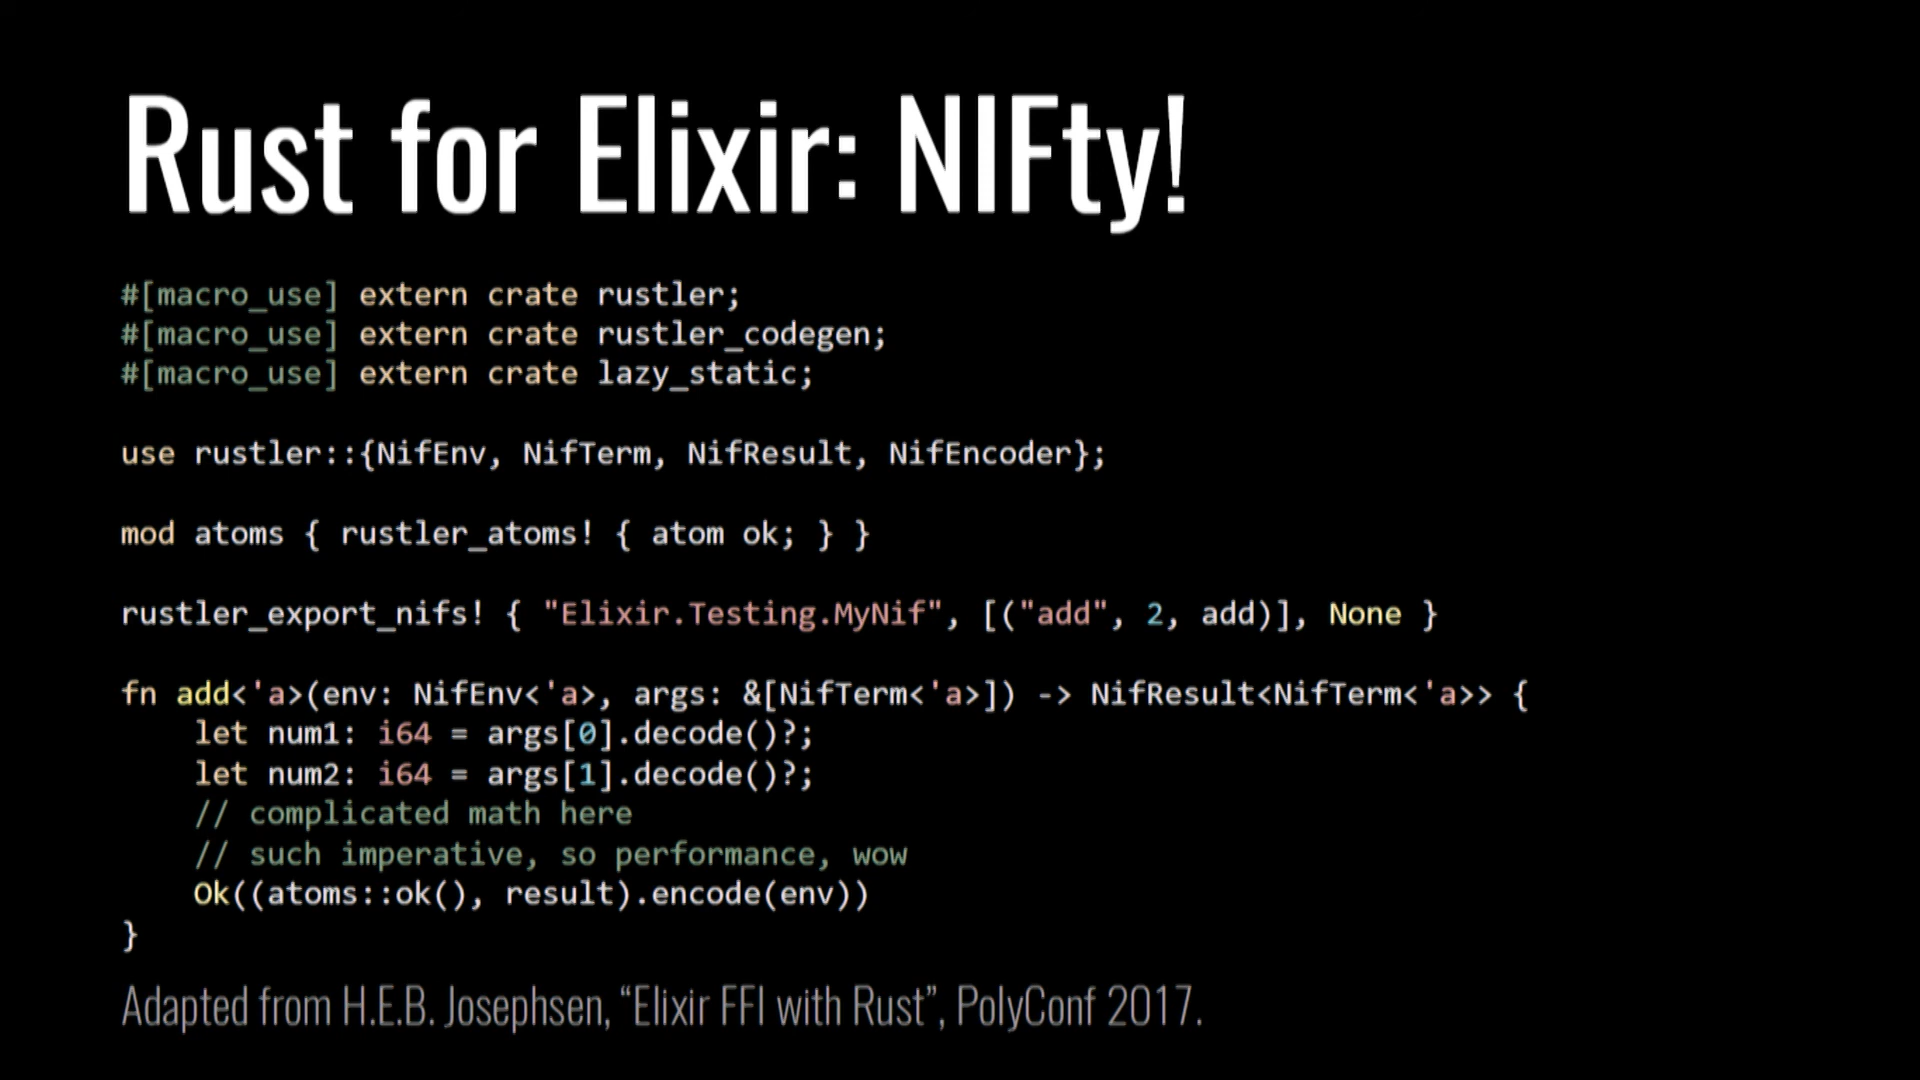 Rust for Elixir: NIFty!
#[macro_use] extern crate rustler;
#[macro_use] extern crate rustler_codegen;
#[macro_use] extern crate lazy_static;
use rustler::{NifEnv, NifTerm, NifResult, NifEncoder};
mod atoms { rustler_atoms! { atom ok; } }
rustler_export_nifs! { "Elixir.Testing.MyNif", [("add", 2, add)], None }
fn add<'a>(env: NifEnv<'a>, args: &[NifTerm<'a>]) -> NifResult<NifTerm<'a>> {
    let num1: i64 = args[0].decode()?;
    let num2: i64 = args[1].decode()?;
    // complicated math here
    // such imperative, so performance, wow
    Ok((atoms::ok(), result).encode(env))
}
Adapted from H.E.B. Josephsen, “Elixir FFI with Rust”, PolyConf 2017.